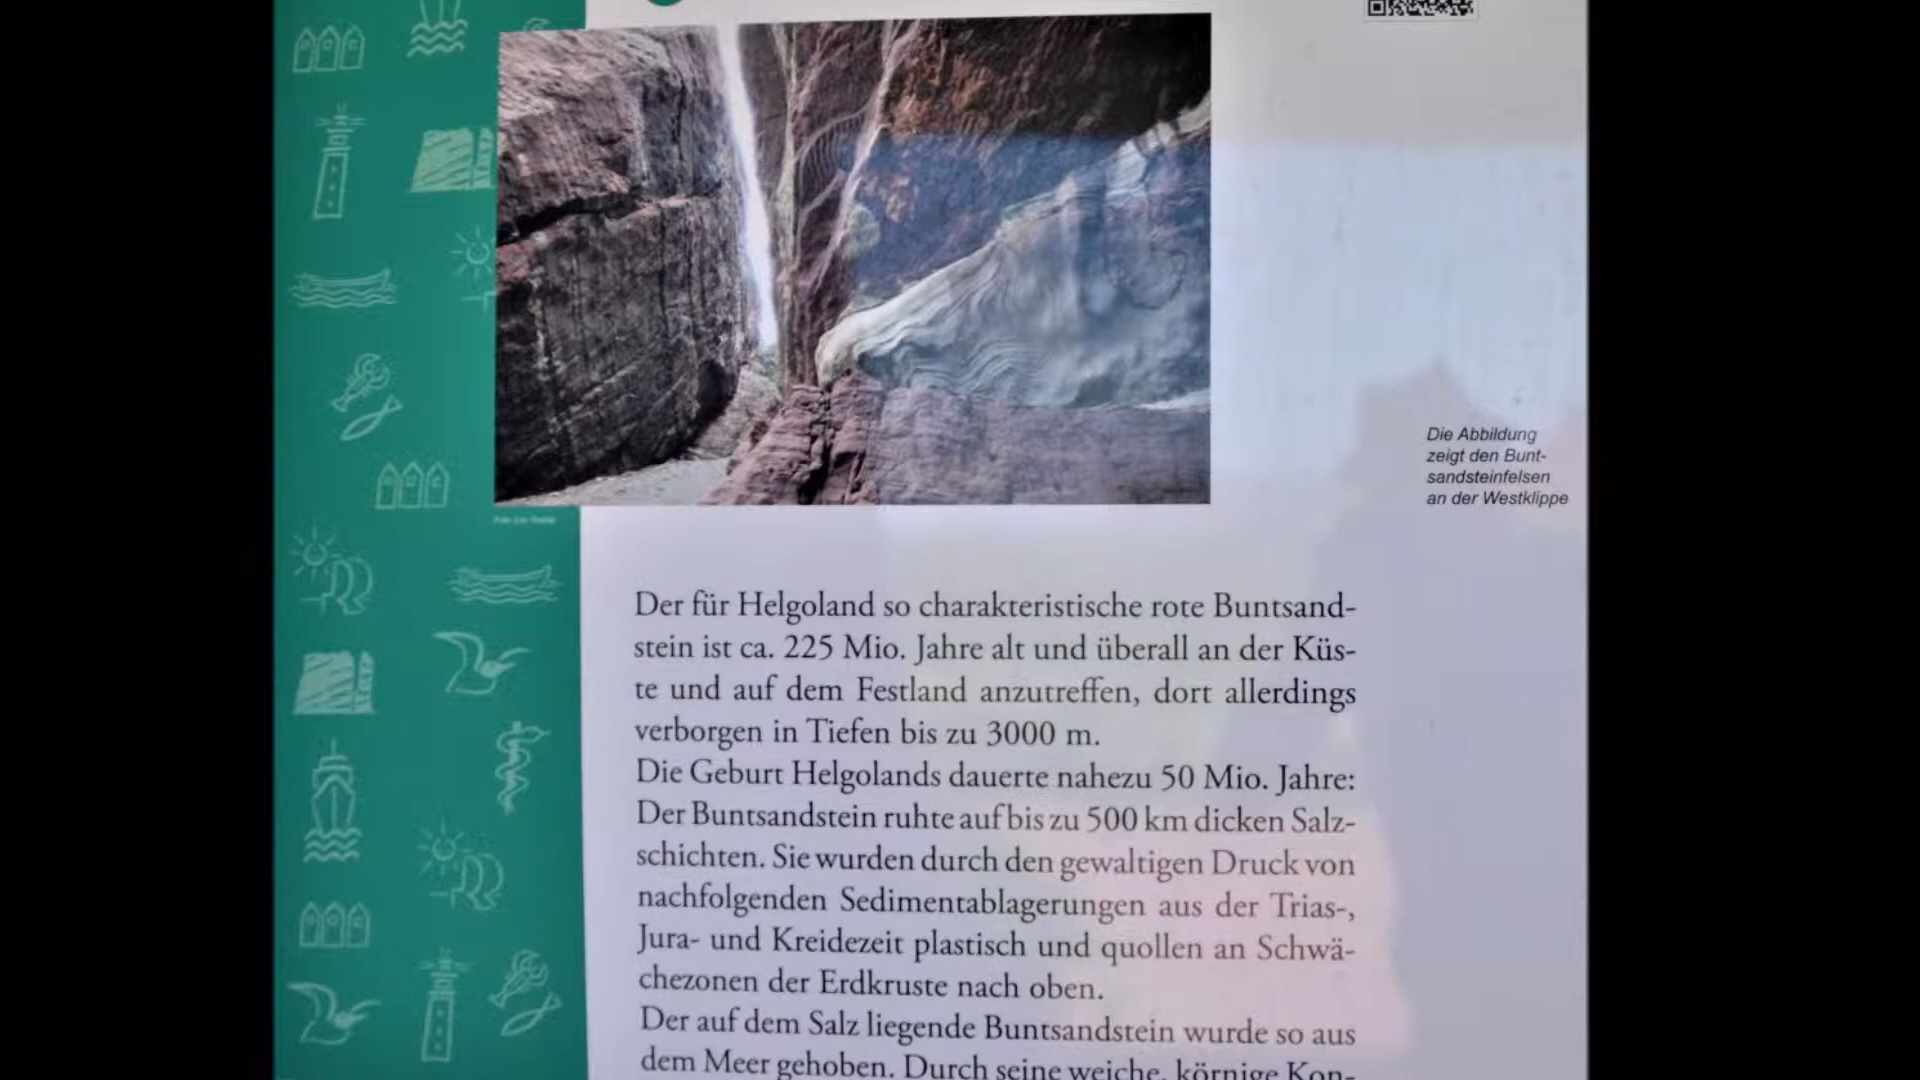 Die Abbildung
zeigt den Bunt-
sandsteinfelsen
an der Westklippe
Der für Helgoland so charakteristische rote Buntsand-
stein ist ca. 225 Mio. Jahre alt und überall an der Küs-
te und auf dem Festland anzutreffen, dort allerdings
verborgen in Tiefen bis zu 3000 m.
Die Geburt Helgolands dauerte nahezu 50 Mio. Jahre:
Der Buntsandstein ruhte auf bis zu 500 km dicken Salz-
schichten. Sie wurden durch den gewaltigen Druck von
nachfolgenden Sedimentablagerungen aus der Trias-,
Jura- und Kreidezeit plastisch und quollen an Schwä-
chezonen der Erdkruste nach oben.
Der auf dem Salz liegende Buntsandstein wurde so aus
dem Meer gehoben. Durch seine weiche, körnige Kon-